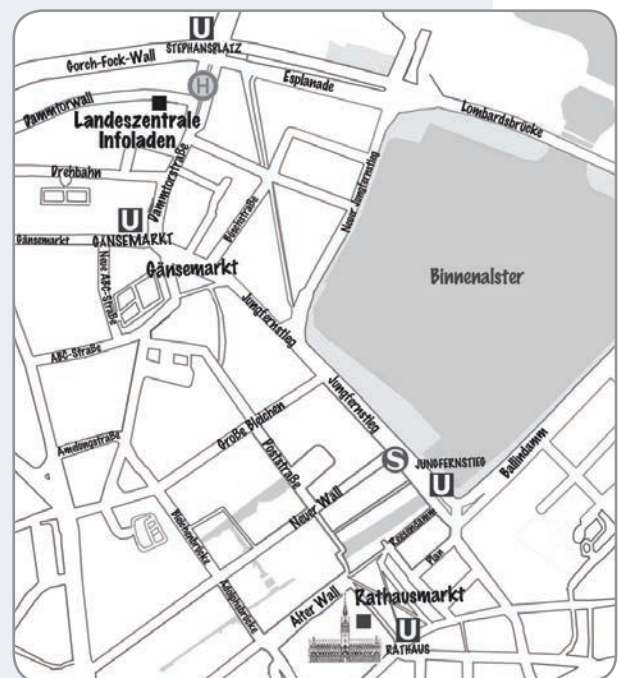 U
STEPHANSPLATZ
Gorch-Fock-Wall
Esplanade
H
Dammtorwall
Landeszentrale
Infoladen
Lombardsbrücke
Drehbahn
Dammtorstraße
Neuer Jungfernstieg
Büschstraße
U
Gänsemarkt
GÄNSEMARKT
Neue ABC-Straße
Gänsemarkt
Binnenalster
Jungfernstieg
ABC-Straße
Jungfernstieg
Große Bleichen
Amelungstraße
Poststraße
S
JUNGFERNSTIEG
U
Ballindamm
Neuer Wall
Bleichenbrücke
Reesendamm
Plan
Adolphsbrücke
Alter Wall
Rathausmarkt
U
RATHAUS